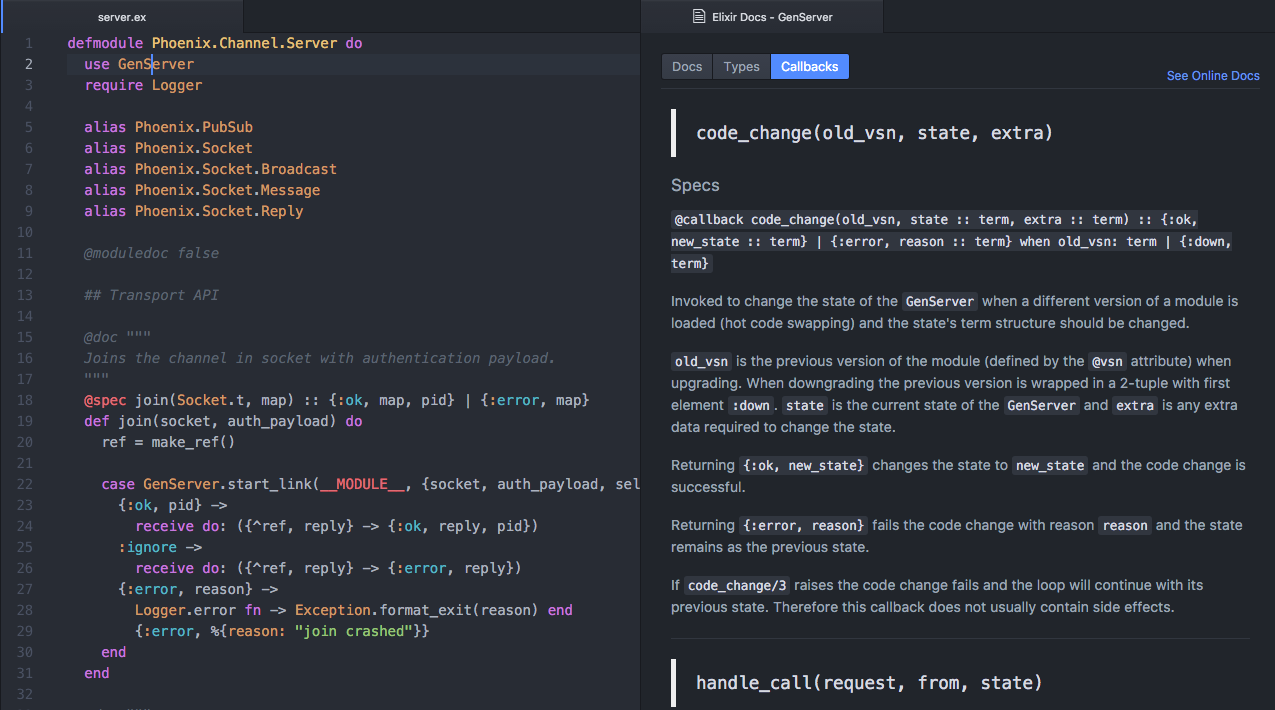 server.ex
1 defmodule Phoenix.Channel.Server do
2 use GenServer
3 require Logger
4
5 alias Phoenix.PubSub
6 alias Phoenix.Socket
7 alias Phoenix.Socket.Broadcast
8 alias Phoenix.Socket.Message
9 alias Phoenix.Socket.Reply
10
11 @moduledoc false
12
13 ## Transport API
14
15 @doc """
16 Joins the channel in socket with authentication payload.
17 """
18 @spec join(Socket.t, map) :: {:ok, map, pid} | {:error, map}
19 def join(socket, auth_payload) do
20 ref = make_ref()
21
22 case GenServer.start_link(__MODULE__, {socket, auth_payload, sel
23 {:ok, pid} ->
24 receive do: ({^ref, reply} -> {:ok, reply, pid})
25 :ignore ->
26 receive do: ({^ref, reply} -> {:error, reply})
27 {:error, reason} ->
28 Logger.error fn -> Exception.format_exit(reason) end
29 {:error, %{reason: "join crashed"}}
30 end
31 end
32
Elixir Docs - GenServer
Docs Types Callbacks
See Online Docs
code_change(old_vsn, state, extra)
Specs
@callback code_change(old_vsn, state :: term, extra :: term) :: {:ok,
new_state :: term} | {:error, reason :: term} when old_vsn: term | {:down,
term}
Invoked to change the state of the GenServer when a different version of a module is
loaded (hot code swapping) and the state's term structure should be changed.
old_vsn is the previous version of the module (defined by the @vsn attribute) when
upgrading. When downgrading the previous version is wrapped in a 2-tuple with first
element :down. state is the current state of the GenServer and extra is any extra
data required to change the state.
Returning {:ok, new_state} changes the state to new_state and the code change is
successful.
Returning {:error, reason} fails the code change with reason reason and the state
remains as the previous state.
If code_change/3 raises the code change fails and the loop will continue with its
previous state. Therefore this callback does not usually contain side effects.
handle_call(request, from, state)